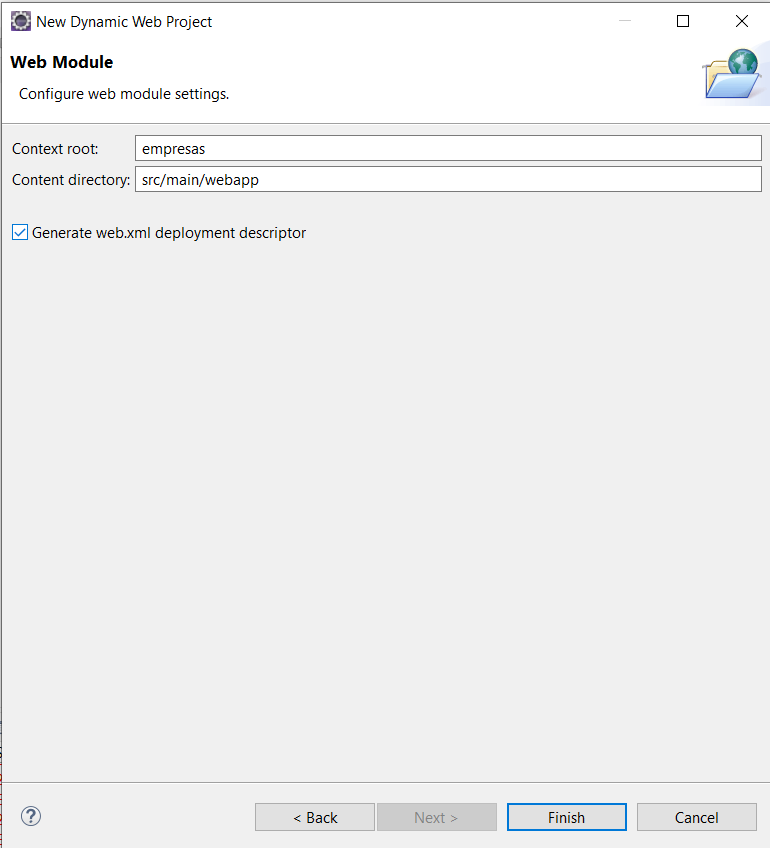 New Dynamic Web Project
Web Module
Configure web module settings.
Context root: empresas
Content directory: src/main/webapp
Generate web.xml deployment descriptor
? < Back Next > Finish Cancel